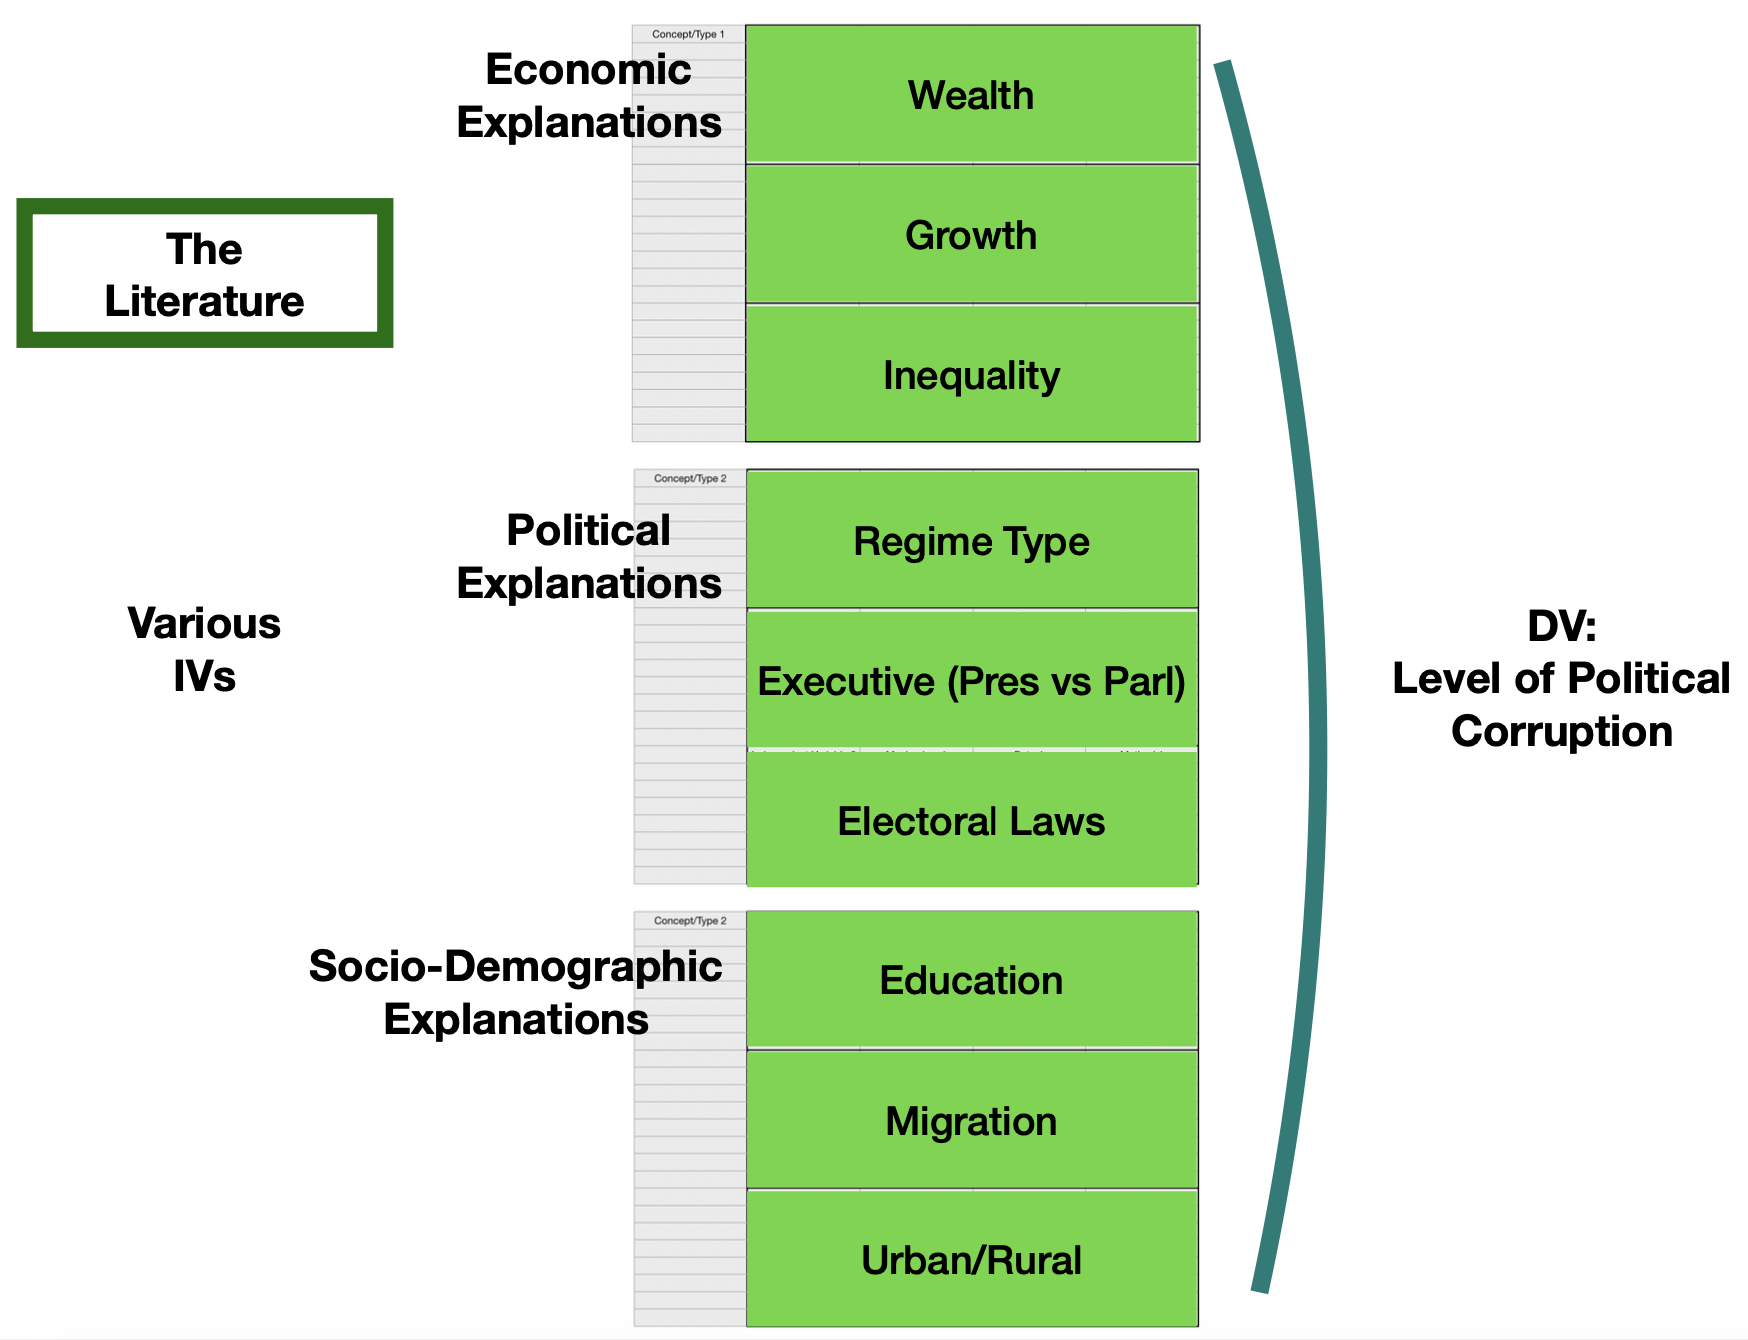 The
Literature
Various
IVs
Concept/Type 1
Economic
Explanations
Wealth
Growth
Inequality
Concept/Type 2
Political
Explanations
Regime Type
Executive (Pres vs Parl)
Electoral Laws
Concept/Type 2
Socio-Demographic
Explanations
Education
Migration
Urban/Rural
DV:
Level of Political
Corruption